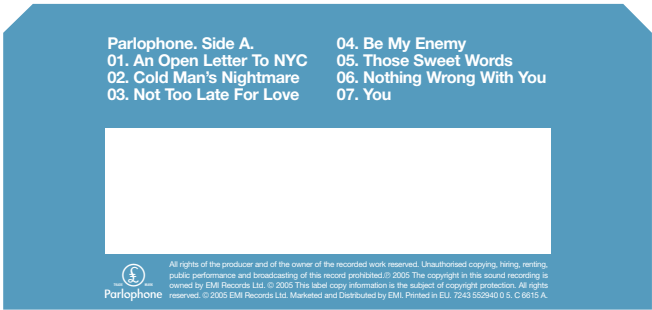 Parlophone. Side A.
01. An Open Letter To NYC
02. Cold Man's Nightmare
03. Not Too Late For Love
04. Be My Enemy
05. Those Sweet Words
06. Nothing Wrong With You
07. You
All rights of the producer and of the owner of the recorded work reserved. Unauthorised copying, hiring, renting,
public performance and broadcasting of this record prohibited.℗ 2005 The copyright in this sound recording is
owned by EMI Records Ltd. © 2005 This label copy information is the subject of copyright protection. All rights
reserved. © 2005 EMI Records Ltd. Marketed and Distributed by EMI. Printed in EU. 7243 552940 0 5. C 6615 A.
£
TRADE MARK
Parlophone